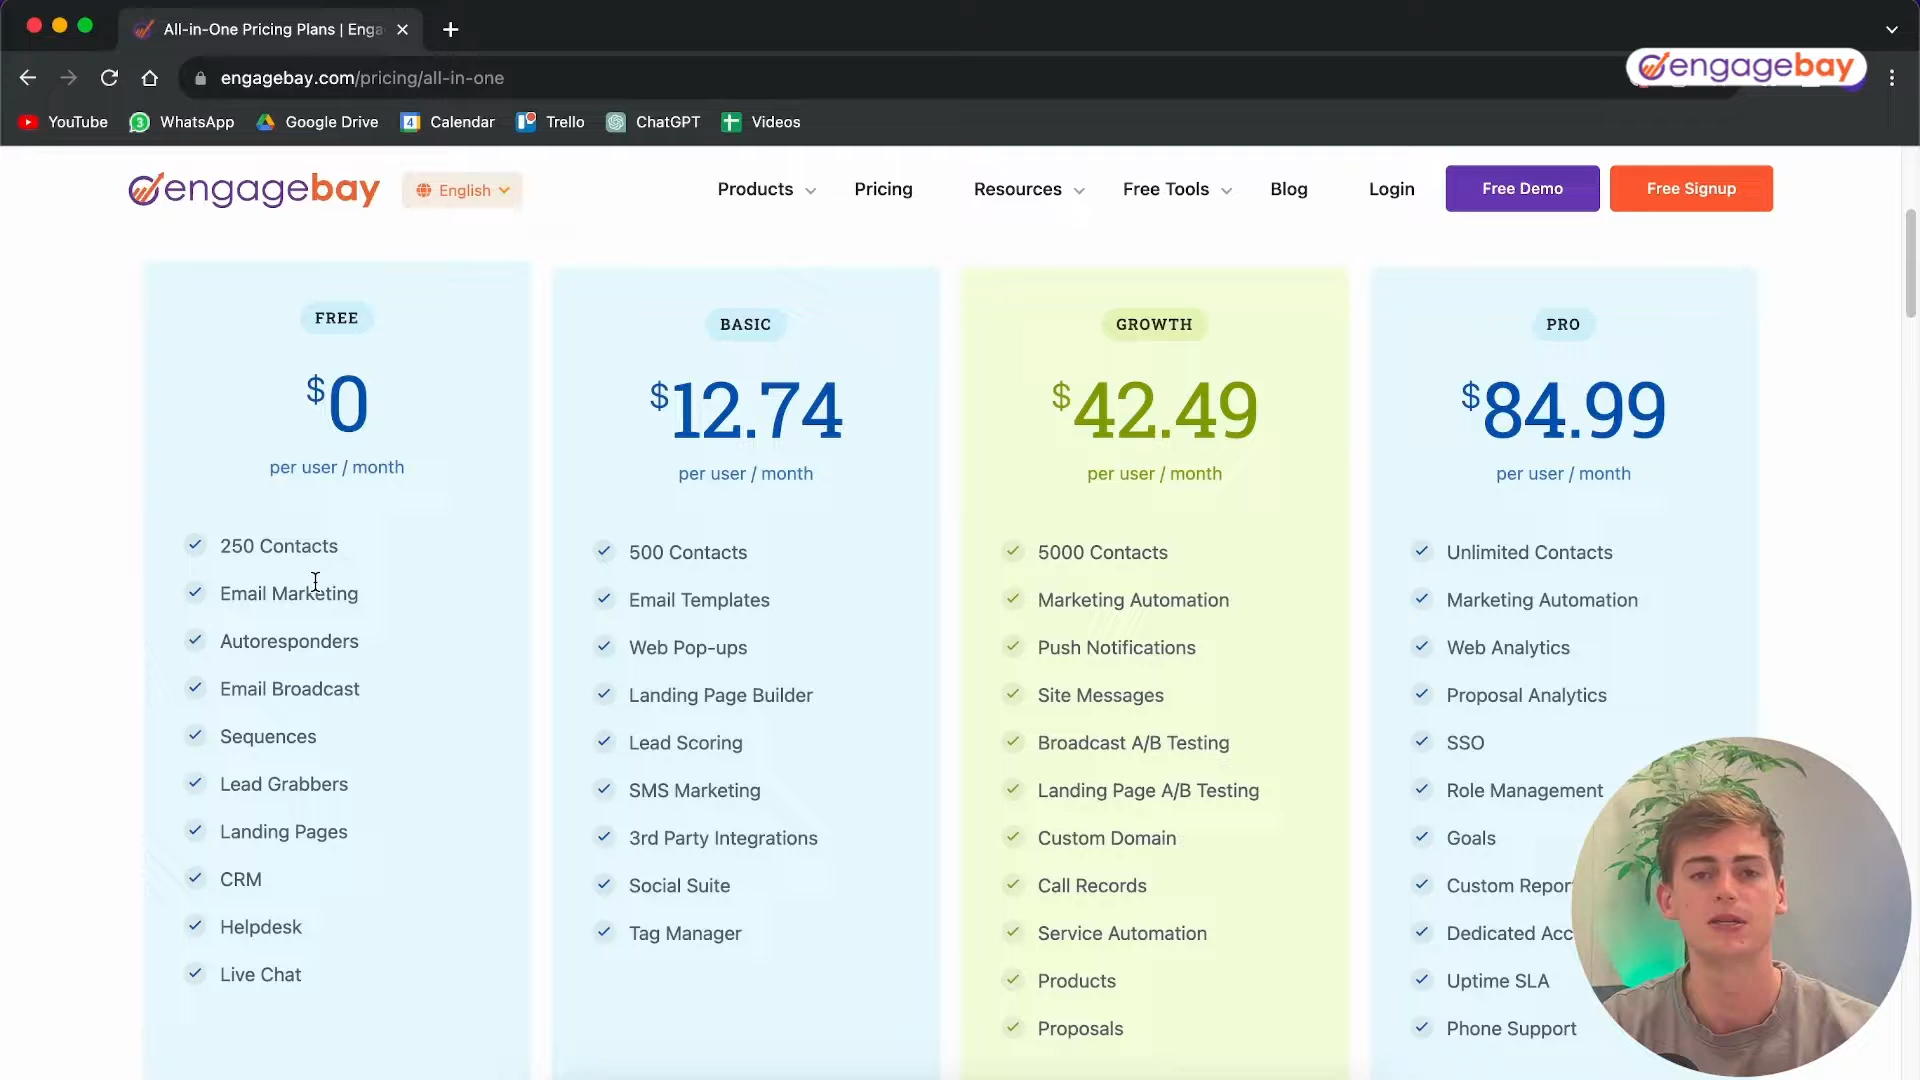 All-in-One Pricing Plans | Enga
engagebay.com/pricing/all-in-one
engagebay
YouTube
3
WhatsApp
Google Drive
4
Calendar
Trello
ChatGPT
Videos
engagebay
English
Products
Pricing
Resources
Free Tools
Blog
Login
Free Demo
Free Signup
FREE
$0
per user / month
250 Contacts
Email Marketing
Autoresponders
Email Broadcast
Sequences
Lead Grabbers
Landing Pages
CRM
Helpdesk
Live Chat
BASIC
$12.74
per user / month
500 Contacts
Email Templates
Web Pop-ups
Landing Page Builder
Lead Scoring
SMS Marketing
3rd Party Integrations
Social Suite
Tag Manager
GROWTH
$42.49
per user / month
5000 Contacts
Marketing Automation
Push Notifications
Site Messages
Broadcast A/B Testing
Landing Page A/B Testing
Custom Domain
Call Records
Service Automation
Products
Proposals
PRO
$84.99
per user / month
Unlimited Contacts
Marketing Automation
Web Analytics
Proposal Analytics
SSO
Role Management
Goals
Custom Repor
Dedicated Acc
Uptime SLA
Phone Support